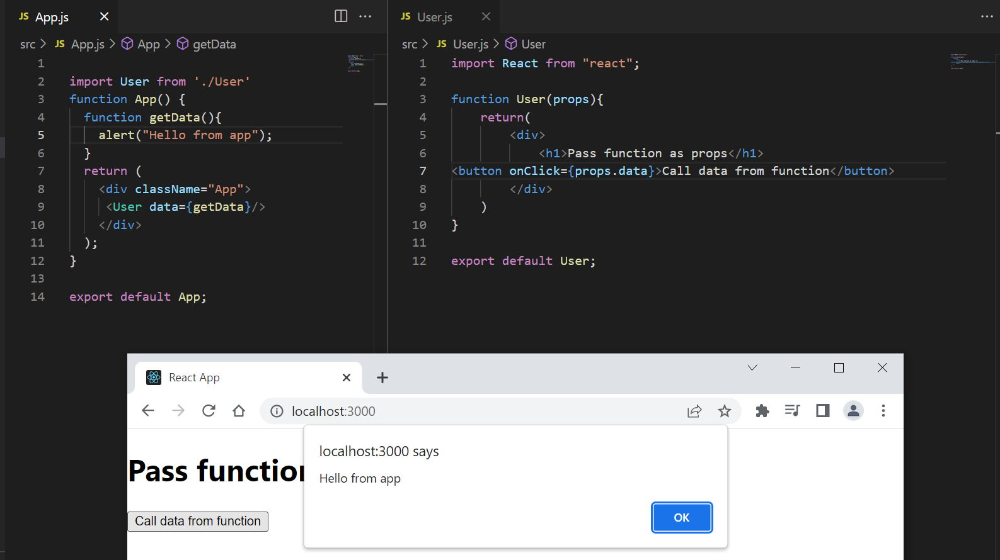 JS App.js
src > JS App.js > App > getData
1
2 import User from './User'
3 function App() {
4 function getData(){
5 alert("Hello from app");
6 }
7 return (
8 <div className="App">
9 <User data={getData}/>
10 </div>
11 );
12 }
13
14 export default App;
JS User.js
src > JS User.js > User
1 import React from "react";
2
3 function User(props){
4 return(
5 <div>
6 <h1>Pass function as props</h1>
7 <button onClick={props.data}>Call data from function</button>
8 </div>
9 )
10 }
11
12 export default User;
React App
localhost:3000
localhost:3000 says
Hello from app
OK
Pass function
Call data from function